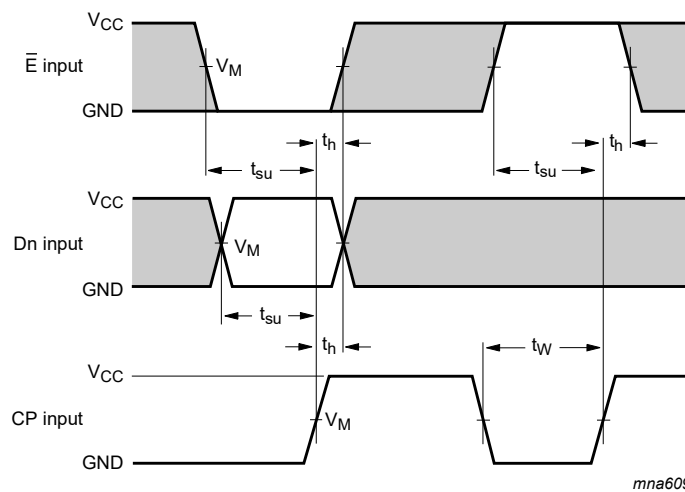 VCC
E̅ input
VM
GND
th
th
tsu
tsu
VCC
Dn input
VM
GND
tsu
th
tW
VCC
CP input
VM
GND
mna609